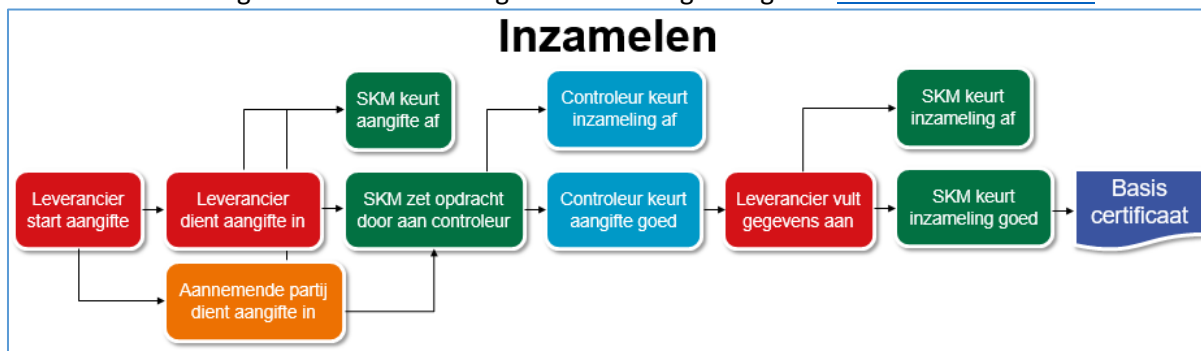 Inzamelen
SKM keurt
aangifte af
Controleur keurt
inzameling af
SKM keurt
inzameling af
Leverancier
start aangifte
Leverancier
dient aangifte in
SKM zet opdracht
door aan controleur
Controleur keurt
aangifte goed
Leverancier vult
gegevens aan
SKM keurt
inzameling goed
Basis
certificaat
Aannemende partij
dient aangifte in